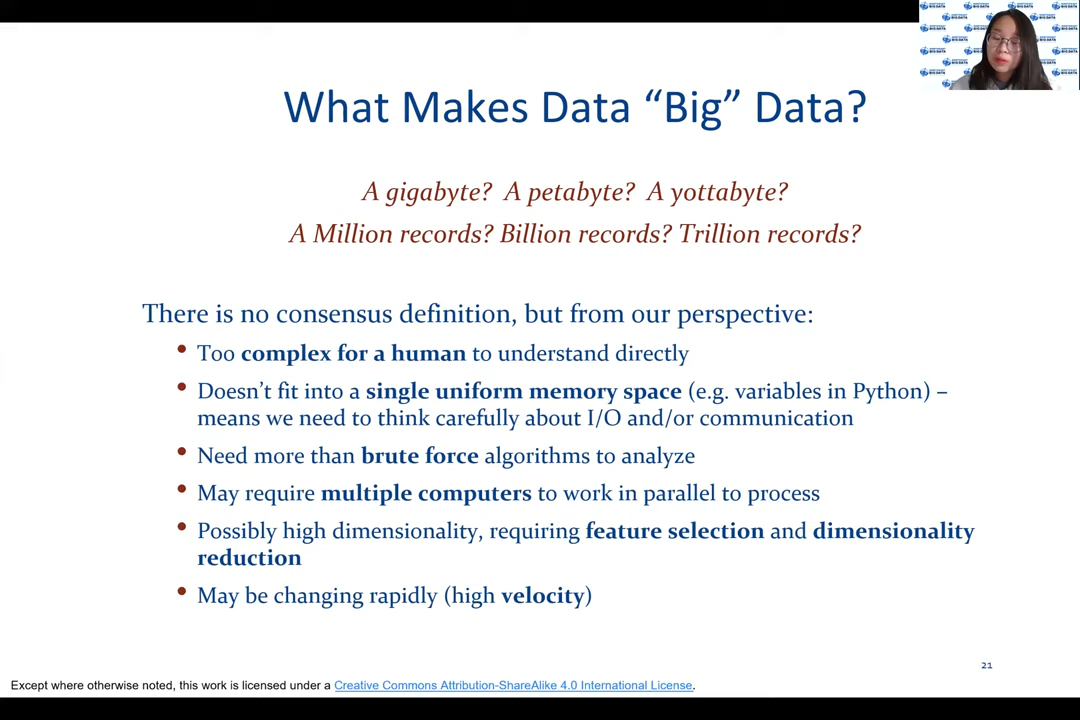 What Makes Data “Big” Data?
A gigabyte? A petabyte? A yottabyte?
A Million records? Billion records? Trillion records?
There is no consensus definition, but from our perspective:
• Too complex for a human to understand directly
• Doesn’t fit into a single uniform memory space (e.g. variables in Python) –
means we need to think carefully about I/O and/or communication
• Need more than brute force algorithms to analyze
• May require multiple computers to work in parallel to process
• Possibly high dimensionality, requiring feature selection and dimensionality
reduction
• May be changing rapidly (high velocity)
21
Except where otherwise noted, this work is licensed under a Creative Commons Attribution-ShareAlike 4.0 International License.
BIG DATA